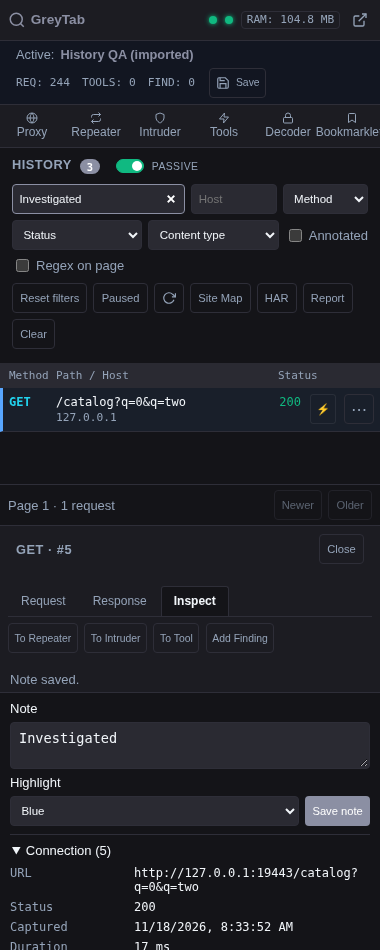 GreyTab
RAM: 104.8 MB
Active: History QA (imported)
REQ: 244 TOOLS: 0 FIND: 0 Save
Proxy Repeater Intruder Tools Decoder Bookmarklet
HISTORY 3 PASSIVE
Investigated × Host Method
Status Content type Annotated
Regex on page
Reset filters Paused Site Map HAR Report
Clear
Method Path / Host Status
GET /catalog?q=0&q=two 200 ⚡ ⋯
127.0.0.1
Page 1 · 1 request Newer Older
GET · #5 Close
Request Response Inspect
To Repeater To Intruder To Tool Add Finding
Note saved.
Note
Investigated
Highlight
Blue Save note
▼ Connection (5)
URL http://127.0.0.1:19443/catalog?
q=0&q=two
Status 200
Captured 11/18/2026, 8:33:52 AM
Duration 17 ms